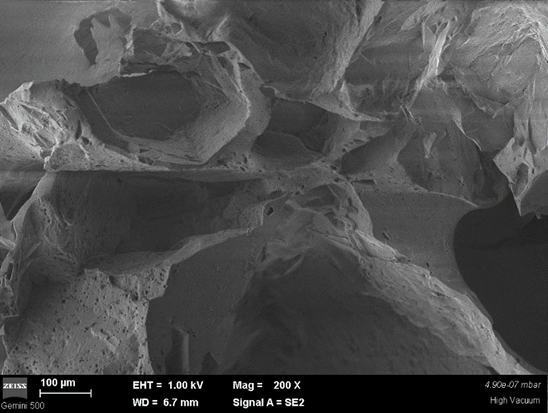 100 µm
EHT = 1.00 kV
Mag = 200 X
4.90e-07 mbar
ZEISS
Gemini 500
WD = 6.7 mm
Signal A = SE2
High Vacuum